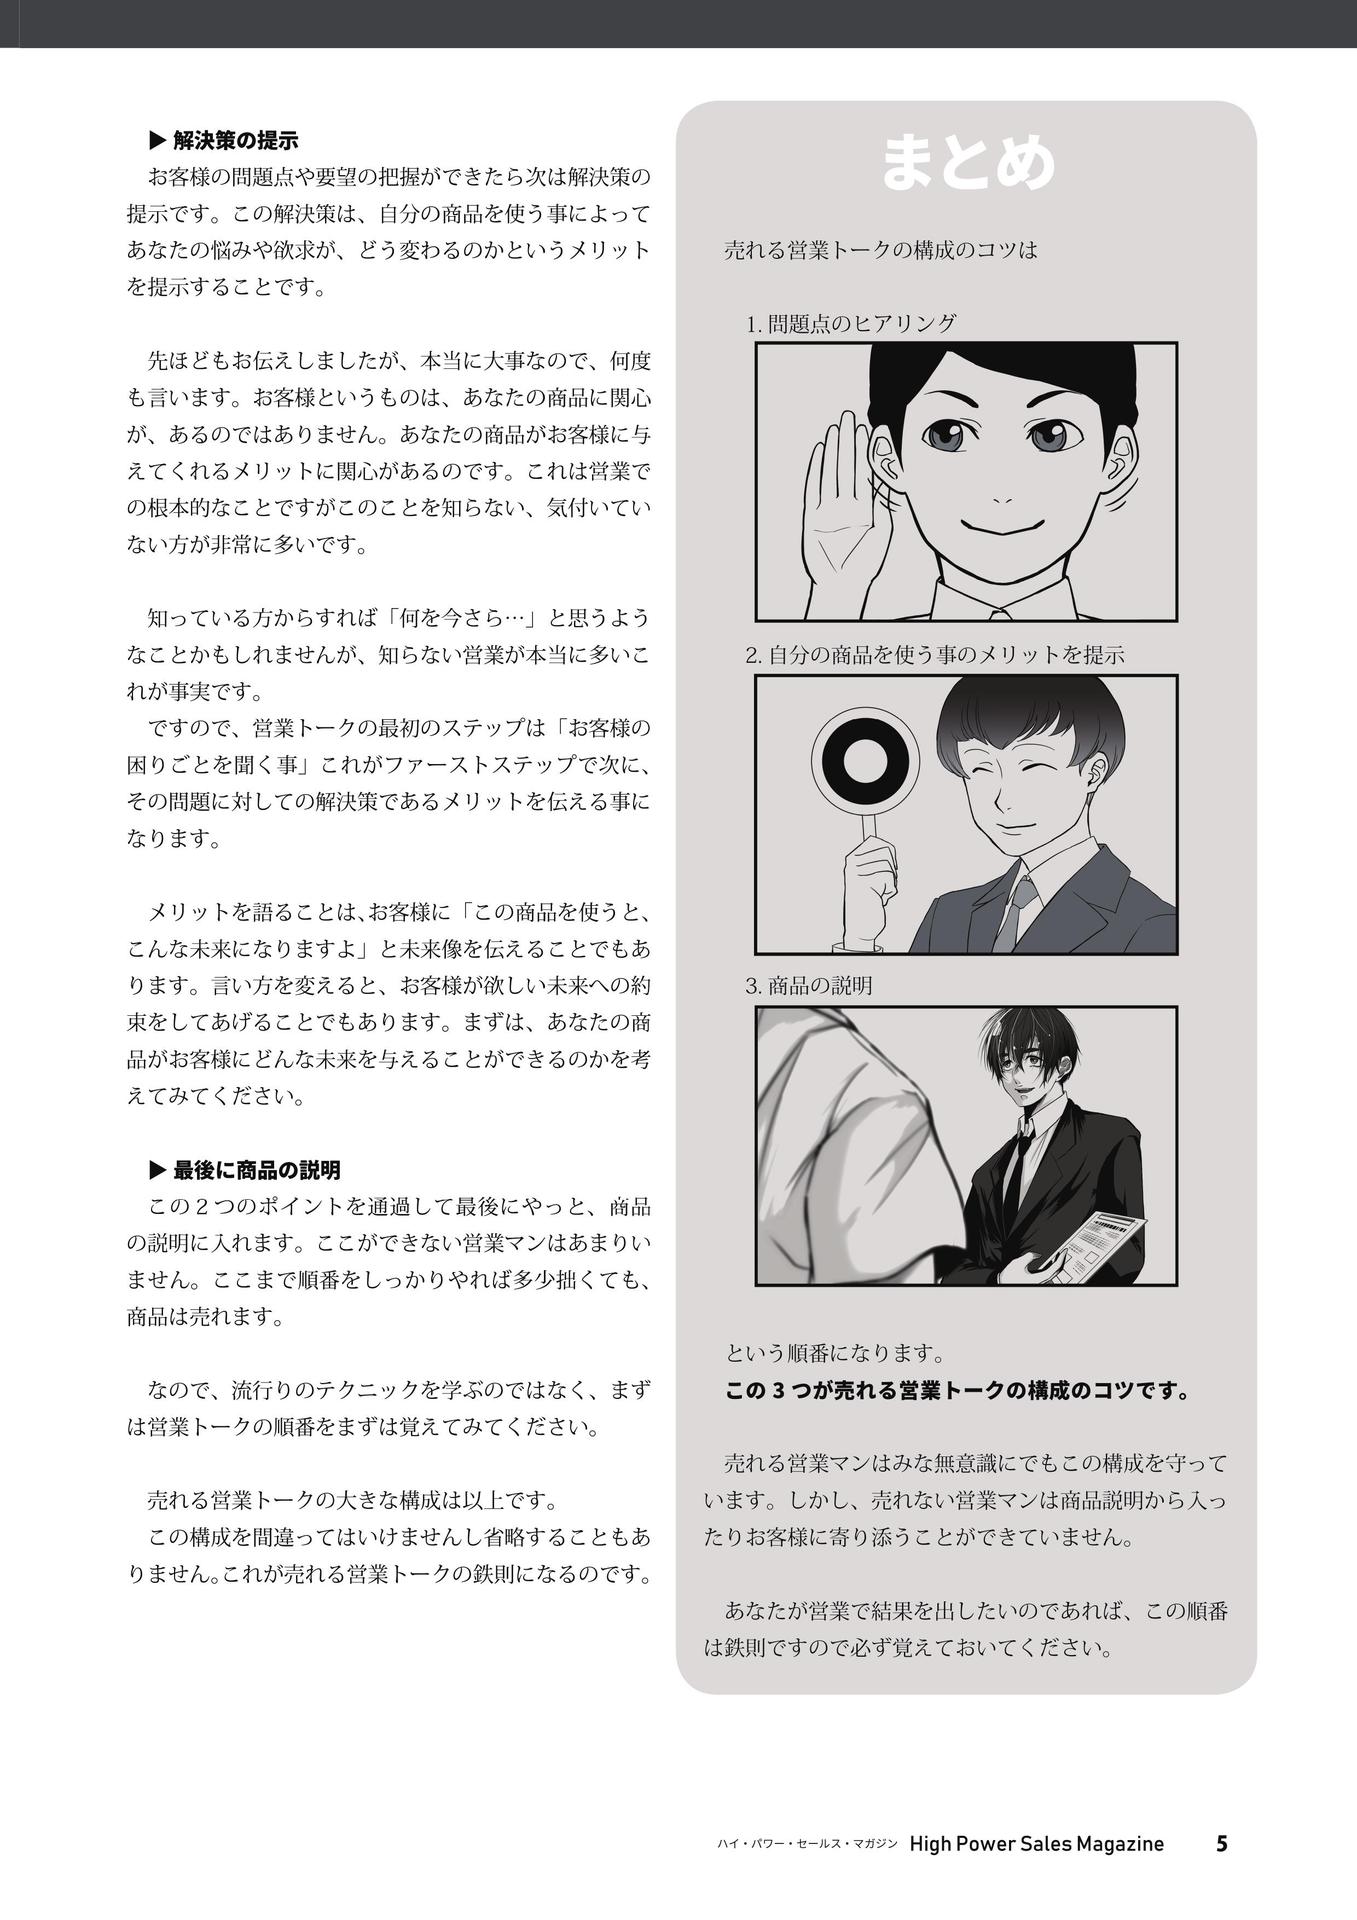 ▶ 解決策の提示
　お客様の問題点や要望の把握ができたら次は解決策の
提示です。この解決策は、自分の商品を使う事によって
あなたの悩みや欲求が、どう変わるのかというメリット
を提示することです。
　先ほどもお伝えしましたが、本当に大事なので、何度
も言います。お客様というものは、あなたの商品に関心
が、あるのではありません。あなたの商品がお客様に与
えてくれるメリットに関心があるのです。これは営業で
の根本的なことですがこのことを知らない、気付いてい
ない方が非常に多いです。
　知っている方からすれば「何を今さら…」と思うよう
なことかもしれませんが、知らない営業が本当に多いこ
れが事実です。
　ですので、営業トークの最初のステップは「お客様の
困りごとを聞く事」これがファーストステップで次に、
その問題に対しての解決策であるメリットを伝える事に
なります。
　メリットを語ることは、お客様に「この商品を使うと、
こんな未来になりますよ」と未来像を伝えることでもあ
ります。言い方を変えると、お客様が欲しい未来への約
束をしてあげることでもあります。まずは、あなたの商
品がお客様にどんな未来を与えることができるのかを考
えてみてください。
▶ 最後に商品の説明
　この２つのポイントを通過して最後にやっと、商品
の説明に入れます。ここができない営業マンはあまりい
ません。ここまで順番をしっかりやれば多少拙くても、
商品は売れます。
　なので、流行りのテクニックを学ぶのではなく、まず
は営業トークの順番をまずは覚えてみてください。
　売れる営業トークの大きな構成は以上です。
　この構成を間違ってはいけませんし省略することもあ
りません。これが売れる営業トークの鉄則になるのです。
まとめ
売れる営業トークの構成のコツは
1. 問題点のヒアリング
2. 自分の商品を使う事のメリットを提示
3. 商品の説明
という順番になります。
この 3 つが売れる営業トークの構成のコツです。
　売れる営業マンはみな無意識にでもこの構成を守って
います。しかし、売れない営業マンは商品説明から入っ
たりお客様に寄り添うことができていません。
　あなたが営業で結果を出したいのであれば、この順番
は鉄則ですので必ず覚えておいてください。
ハイ・パワー・セールス・マガジン High Power Sales Magazine 5